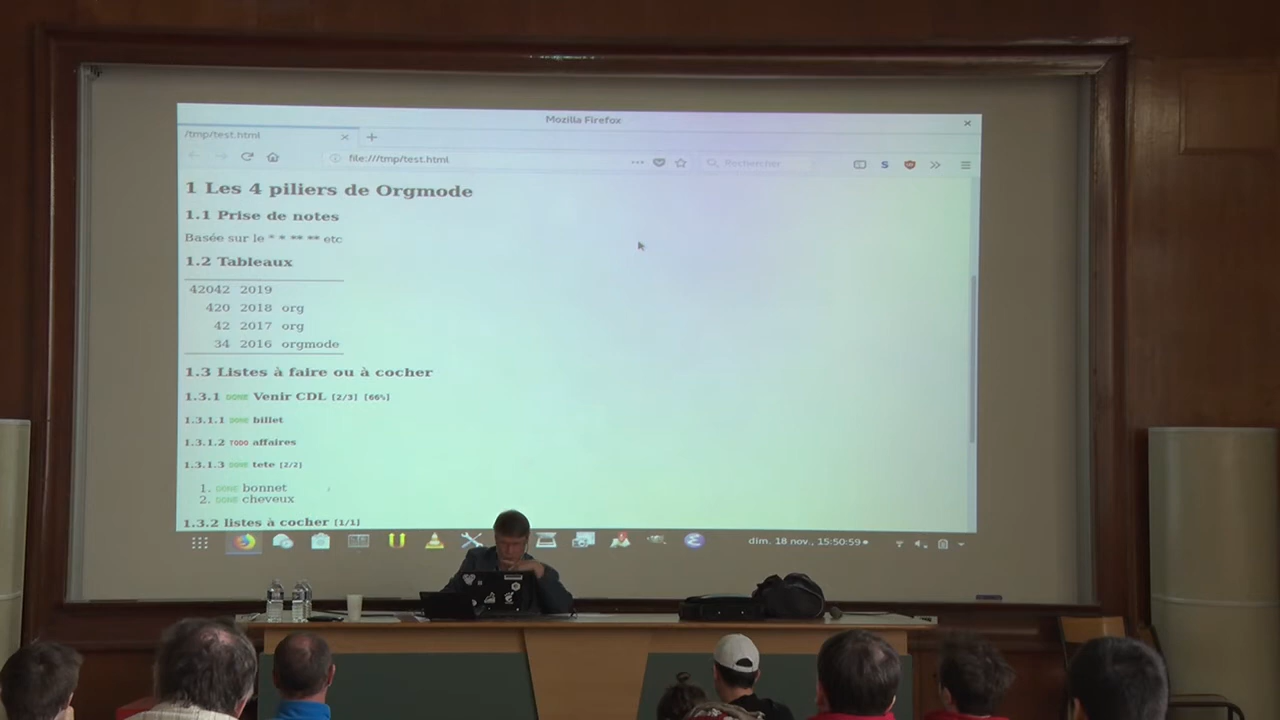 Mozilla Firefox
/tmp/test.html
file:///tmp/test.html
Rechercher
1 Les 4 piliers de Orgmode
1.1 Prise de notes
Basée sur le * * ** ** etc
1.2 Tableaux
42042 2019
420 2018 org
42 2017 org
34 2016 orgmode
1.3 Listes à faire ou à cocher
1.3.1 DONE Venir CDL [2/3] [66%]
1.3.1.1 DONE billet
1.3.1.2 TODO affaires
1.3.1.3 DONE tete [2/2]
1. DONE bonnet
2. DONE cheveux
1.3.2 listes à cocher [1/1]
dim. 18 nov., 15:50:59